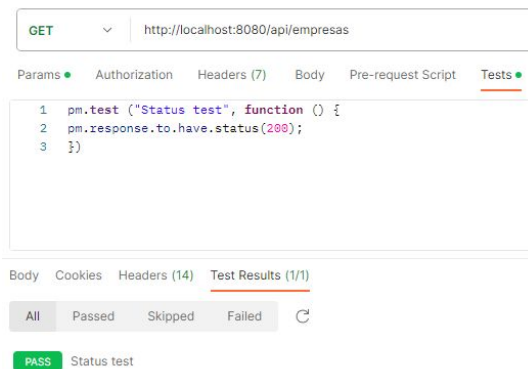 GET http://localhost:8080/api/empresas
Params Authorization Headers (7) Body Pre-request Script Tests
1 pm.test ("Status test", function () {
2 pm.response.to.have.status(200);
3 })
Body Cookies Headers (14) Test Results (1/1)
All Passed Skipped Failed
PASS Status test